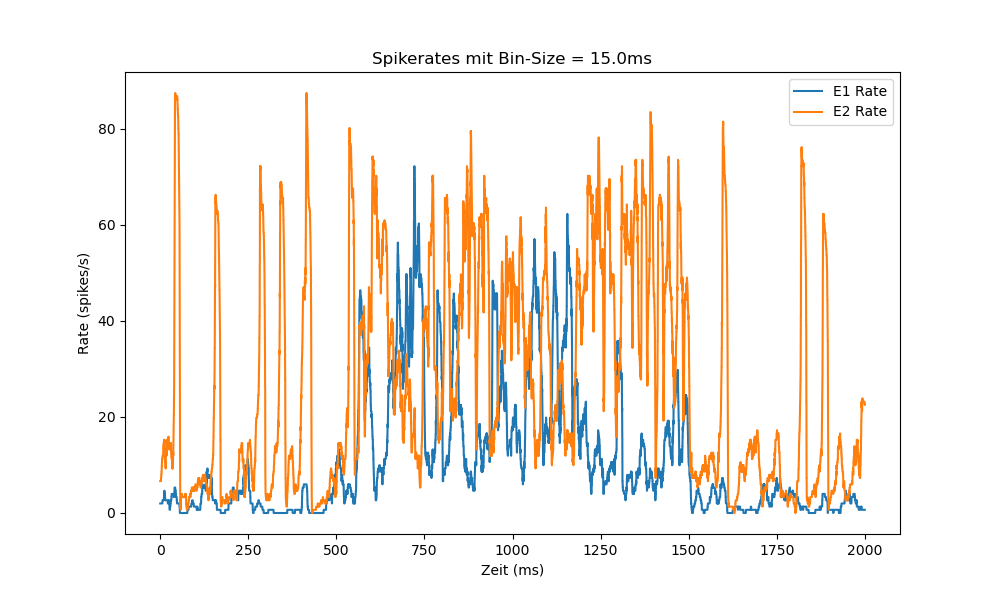 Spikerates mit Bin-Size = 15.0ms
E1 Rate
E2 Rate
Rate (spikes/s)
80
60
40
20
0
0 250 500 750 1000 1250 1500 1750 2000
Zeit (ms)